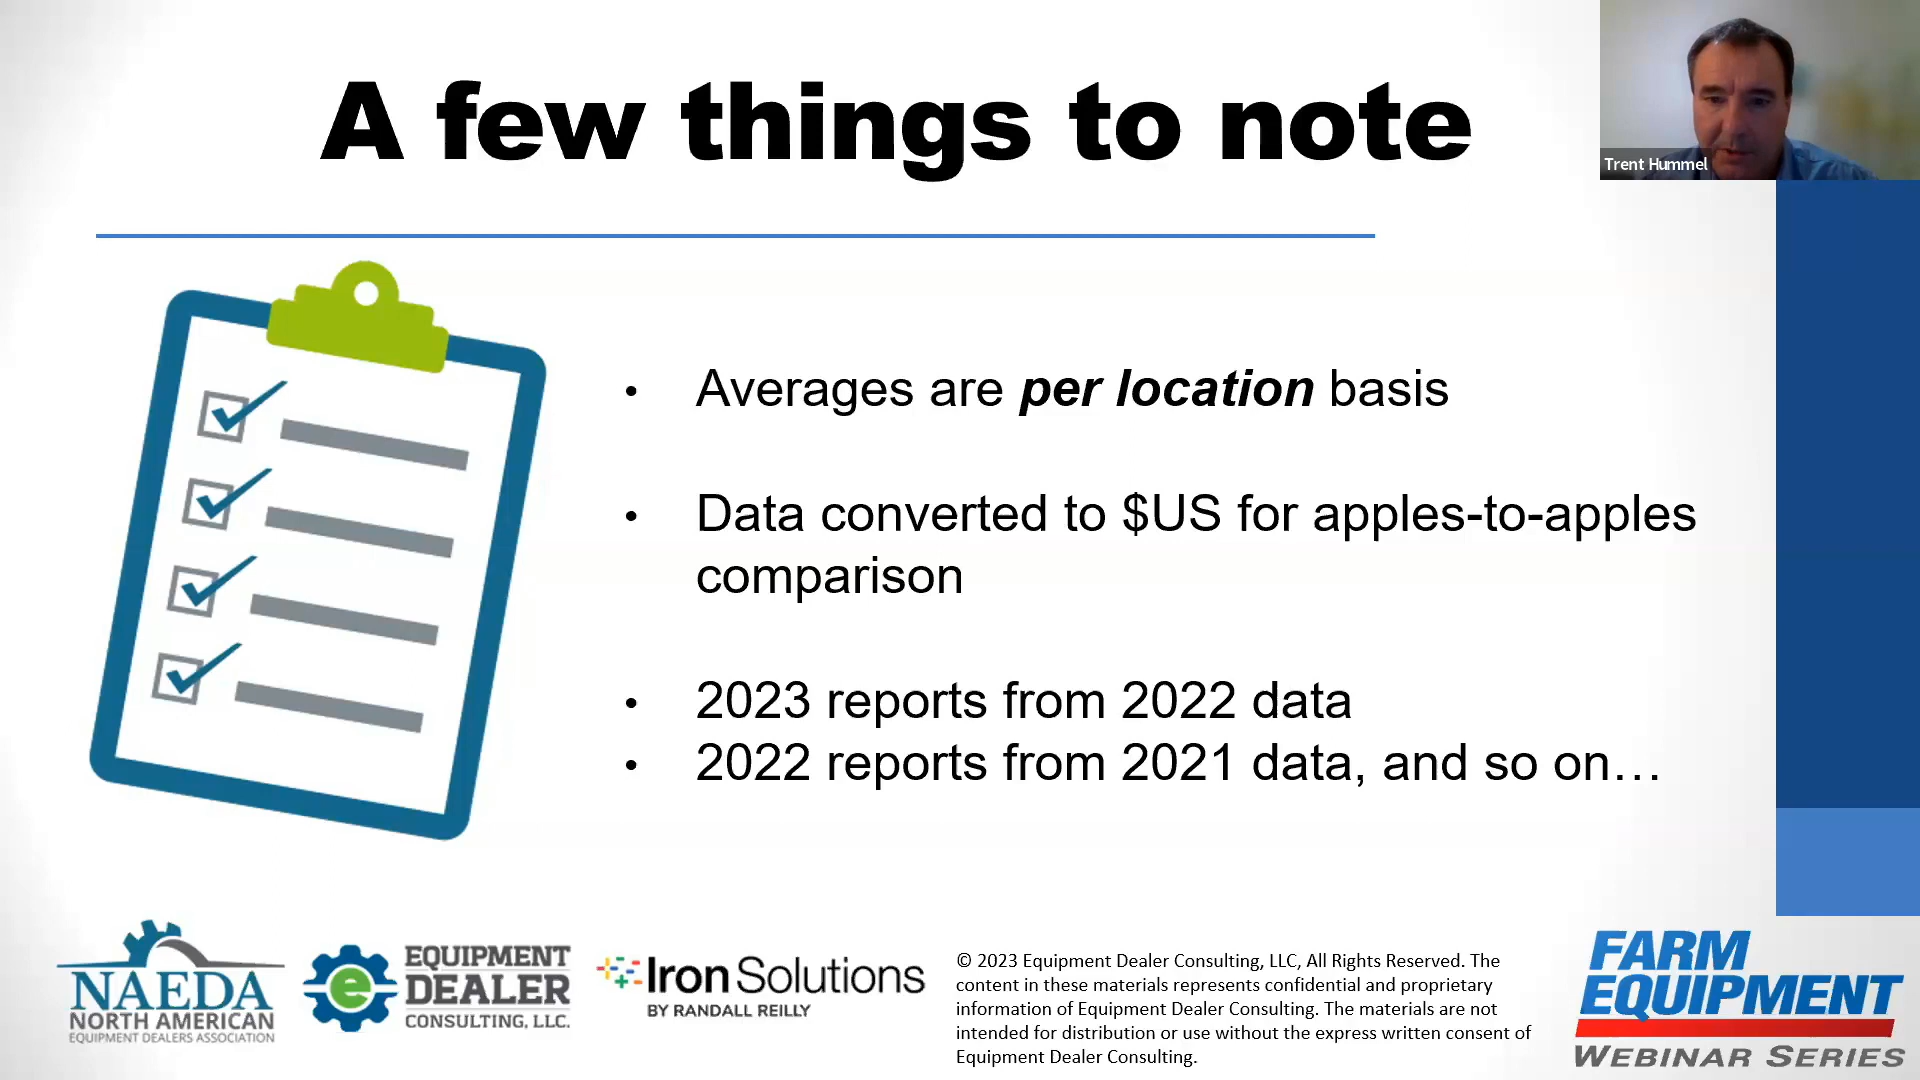 A few things to note
Trent Hummel
• Averages are per location basis
• Data converted to $US for apples-to-apples
comparison
• 2023 reports from 2022 data
• 2022 reports from 2021 data, and so on…
NAEDA
NORTH AMERICAN
EQUIPMENT DEALERS ASSOCIATION
e
EQUIPMENT
DEALER
CONSULTING, LLC.
Iron Solutions
BY RANDALL REILLY
© 2023 Equipment Dealer Consulting, LLC, All Rights Reserved. The
content in these materials represents confidential and proprietary
information of Equipment Dealer Consulting. The materials are not
intended for distribution or use without the express written consent of
Equipment Dealer Consulting.
FARM
EQUIPMENT
WEBINAR SERIES